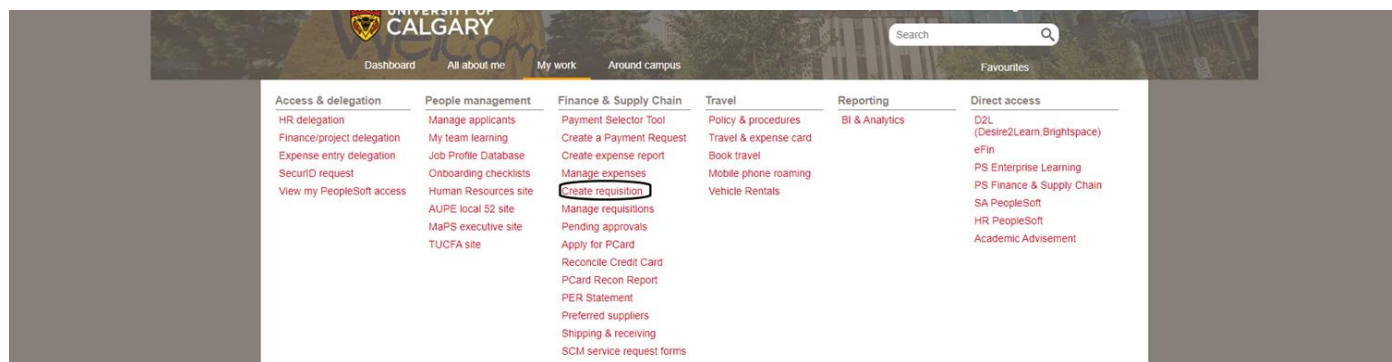 UNIVERSITY OF
CALGARY
Welcom
Search
Dashboard
All about me
My work
Around campus
Favourites
Access & delegation
HR delegation
Finance/project delegation
Expense entry delegation
SecurID request
View my PeopleSoft access
People management
Manage applicants
My team learning
Job Profile Database
Onboarding checklists
Human Resources site
AUPE local 52 site
MaPS executive site
TUCFA site
Finance & Supply Chain
Payment Selector Tool
Create a Payment Request
Create expense report
Manage expenses
Create requisition
Manage requisitions
Pending approvals
Apply for PCard
Reconcile Credit Card
PCard Recon Report
PER Statement
Preferred suppliers
Shipping & receiving
SCM service request forms
Travel
Policy & procedures
Travel & expense card
Book travel
Mobile phone roaming
Vehicle Rentals
Reporting
BI & Analytics
Direct access
D2L
(Desire2Learn,Brightspace)
eFin
PS Enterprise Learning
PS Finance & Supply Chain
SA PeopleSoft
HR PeopleSoft
Academic Advisement